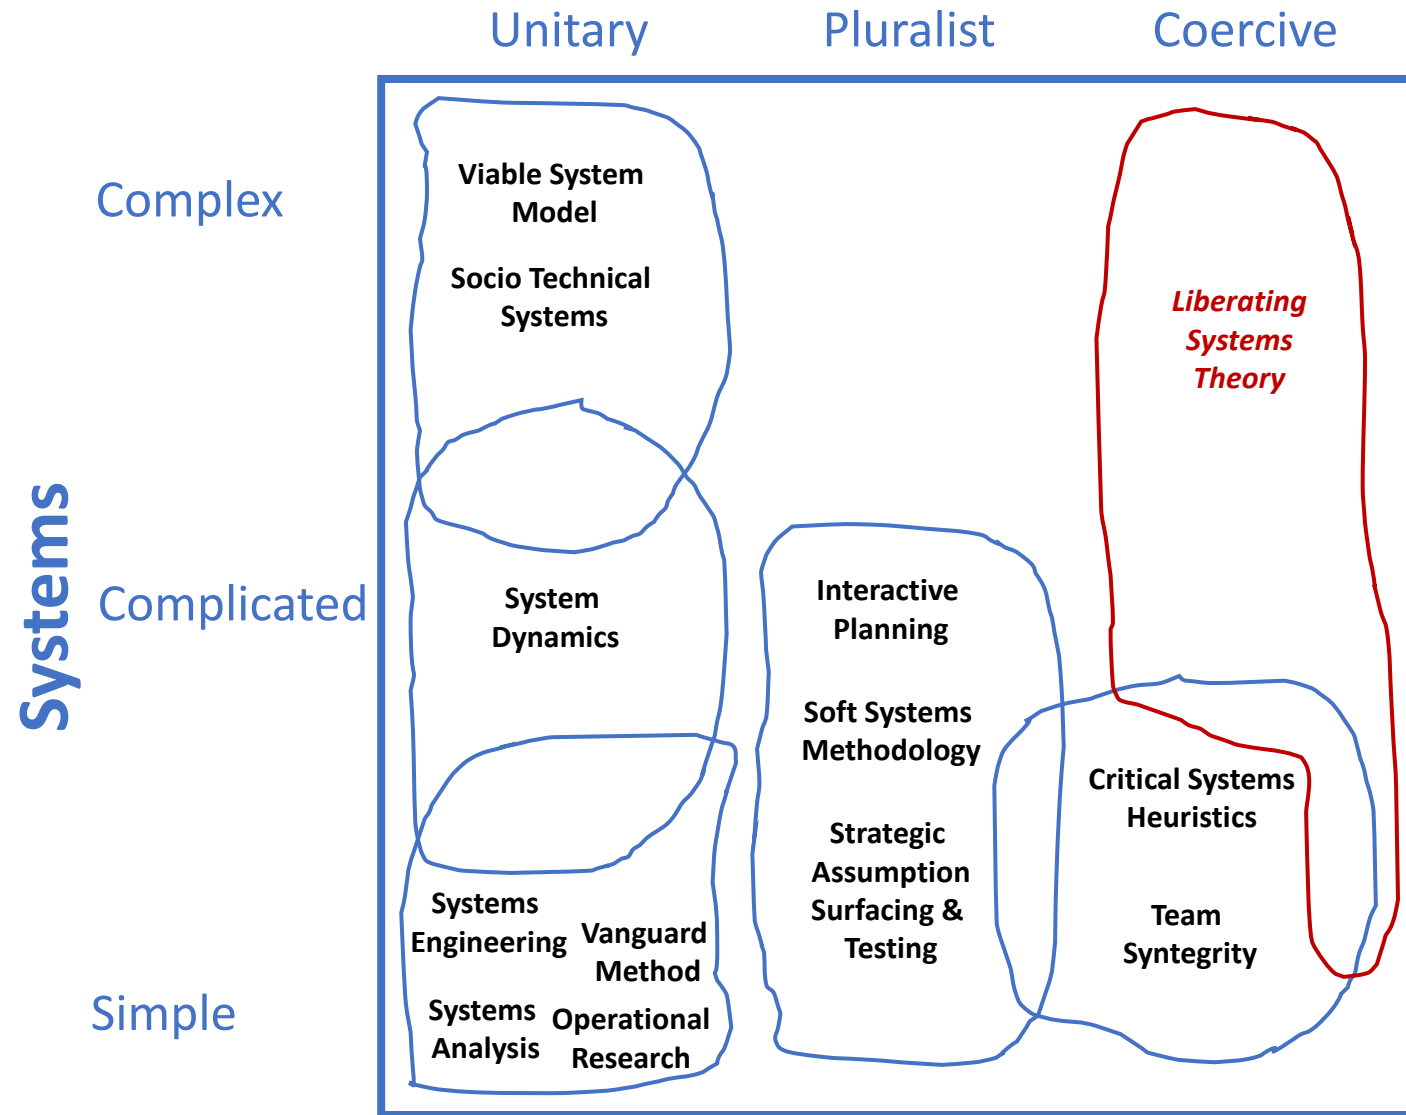 Unitary
Pluralist
Coercive
Systems
Complex
Complicated
Simple
Viable System
Model
Socio Technical
Systems
System
Dynamics
Systems
Engineering
Vanguard
Method
Systems
Analysis
Operational
Research
Interactive
Planning
Soft Systems
Methodology
Strategic
Assumption
Surfacing &
Testing
Liberating
Systems
Theory
Critical Systems
Heuristics
Team
Syntegrity